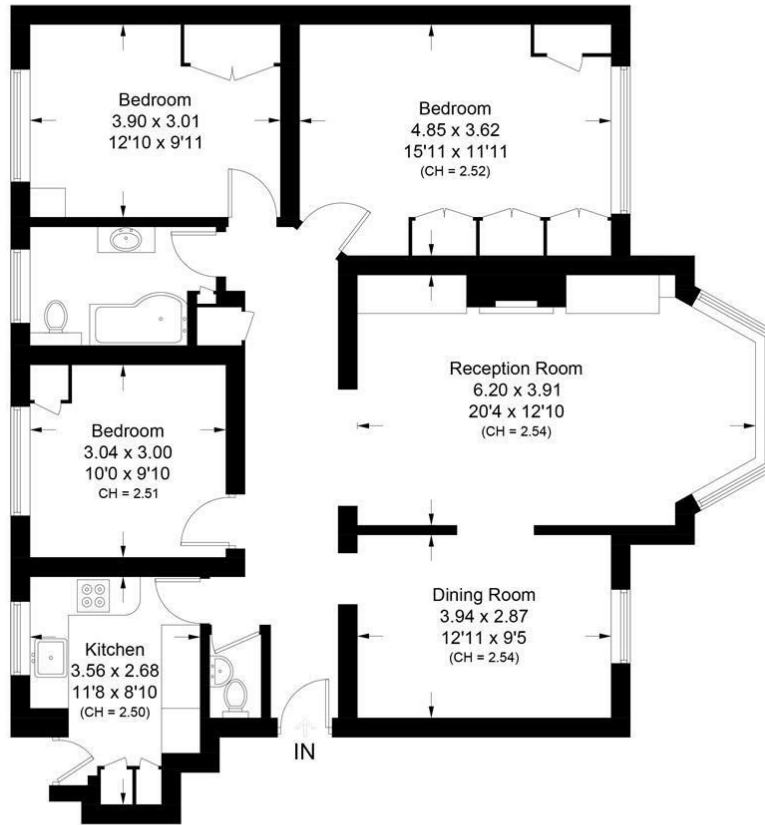 Bedroom
3.90 x 3.01
12'10 x 9'11
Bedroom
4.85 x 3.62
15'11 x 11'11
(CH = 2.52)
Reception Room
6.20 x 3.91
20'4 x 12'10
(CH = 2.54)
Bedroom
3.04 x 3.00
10'0 x 9'10
CH = 2.51
Dining Room
3.94 x 2.87
12'11 x 9'5
(CH = 2.54)
Kitchen
3.56 x 2.68
11'8 x 8'10
(CH = 2.50)
IN